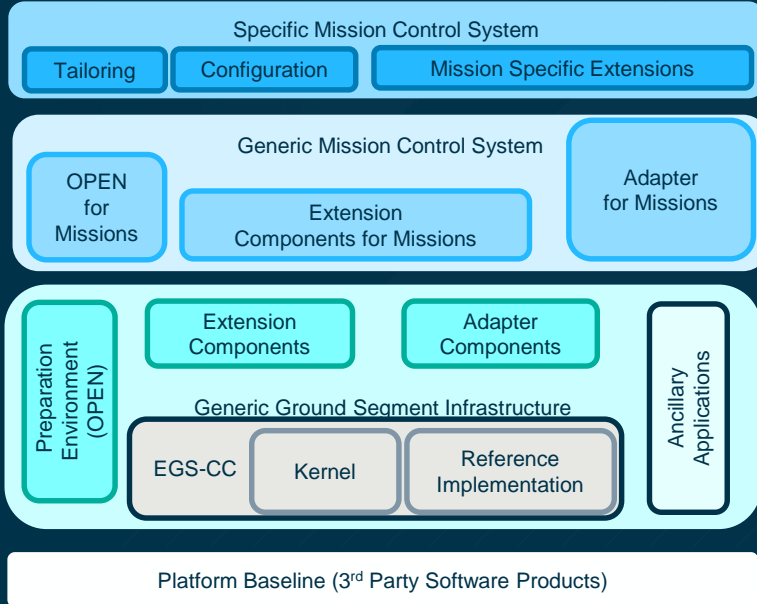 Specific Mission Control System
Tailoring
Configuration
Mission Specific Extensions
Generic Mission Control System
OPEN
for
Missions
Extension
Components for Missions
Adapter
for Missions
Preparation
Environment
(OPEN)
Extension
Components
Adapter
Components
Ancillary
Applications
Generic Ground Segment Infrastructure
EGS-CC
Kernel
Reference
Implementation
Platform Baseline (3rd Party Software Products)